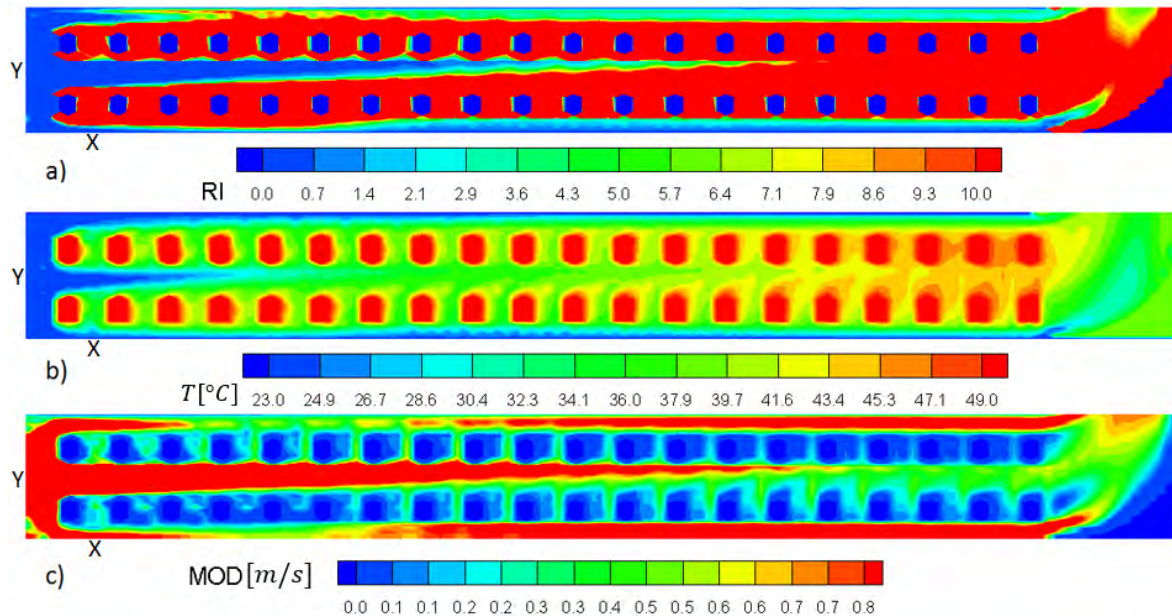 Y
X
a)
RI
0.0 0.7 1.4 2.1 2.9 3.6 4.3 5.0 5.7 6.4 7.1 7.9 8.6 9.3 10.0
Y
X
b)
T[°C]
23.0 24.9 26.7 28.6 30.4 32.3 34.1 36.0 37.9 39.7 41.6 43.4 45.3 47.1 49.0
Y
X
c)
MOD[m/s]
0.0 0.1 0.1 0.2 0.2 0.3 0.3 0.4 0.5 0.5 0.6 0.6 0.7 0.7 0.8